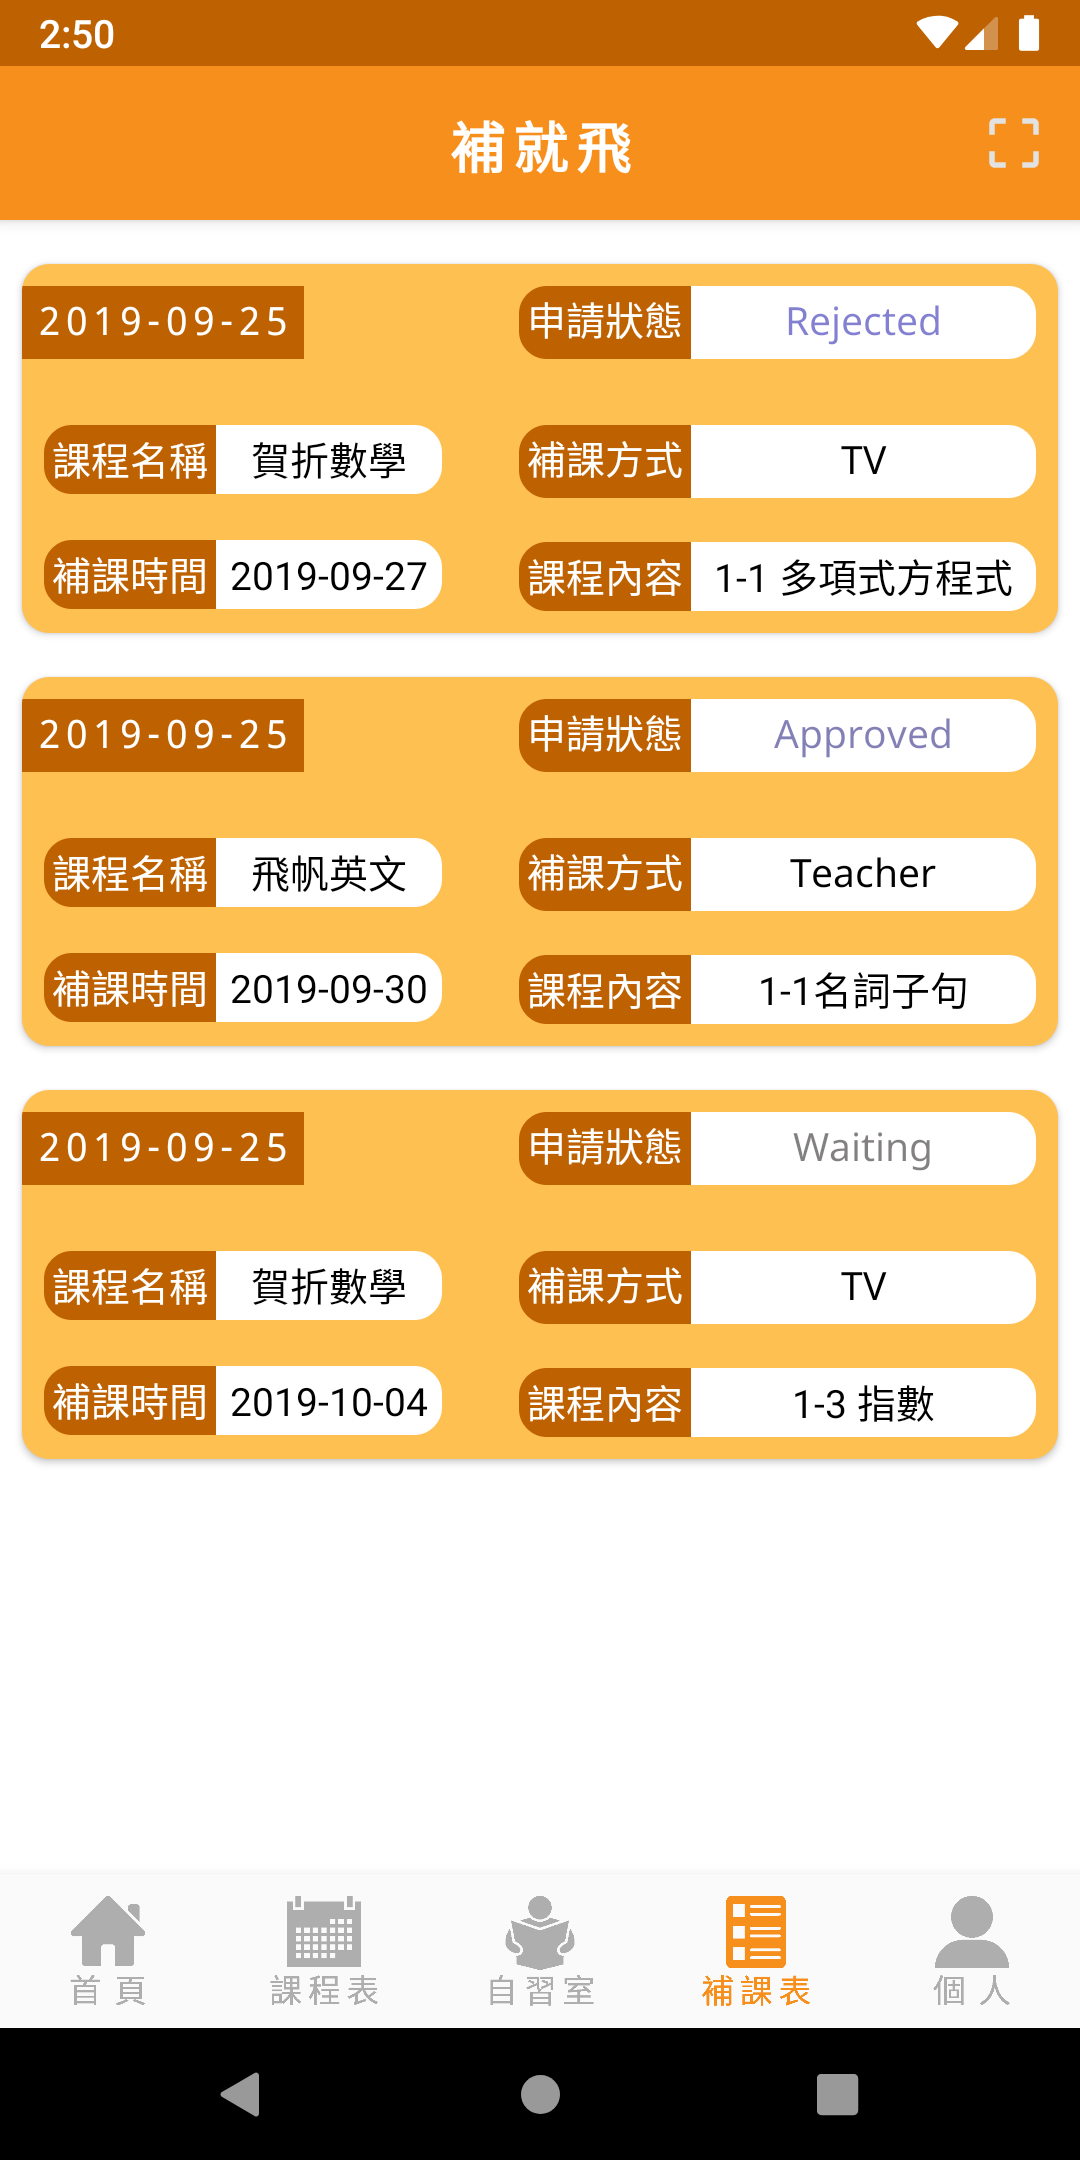 2:50
補就飛
2019-09-25 申請狀態 Rejected
課程名稱 賀折數學 補課方式 TV
補課時間 2019-09-27 課程內容 1-1 多項式方程式
2019-09-25 申請狀態 Approved
課程名稱 飛帆英文 補課方式 Teacher
補課時間 2019-09-30 課程內容 1-1名詞子句
2019-09-25 申請狀態 Waiting
課程名稱 賀折數學 補課方式 TV
補課時間 2019-10-04 課程內容 1-3 指數
首頁 課程表 自習室 補課表 個人